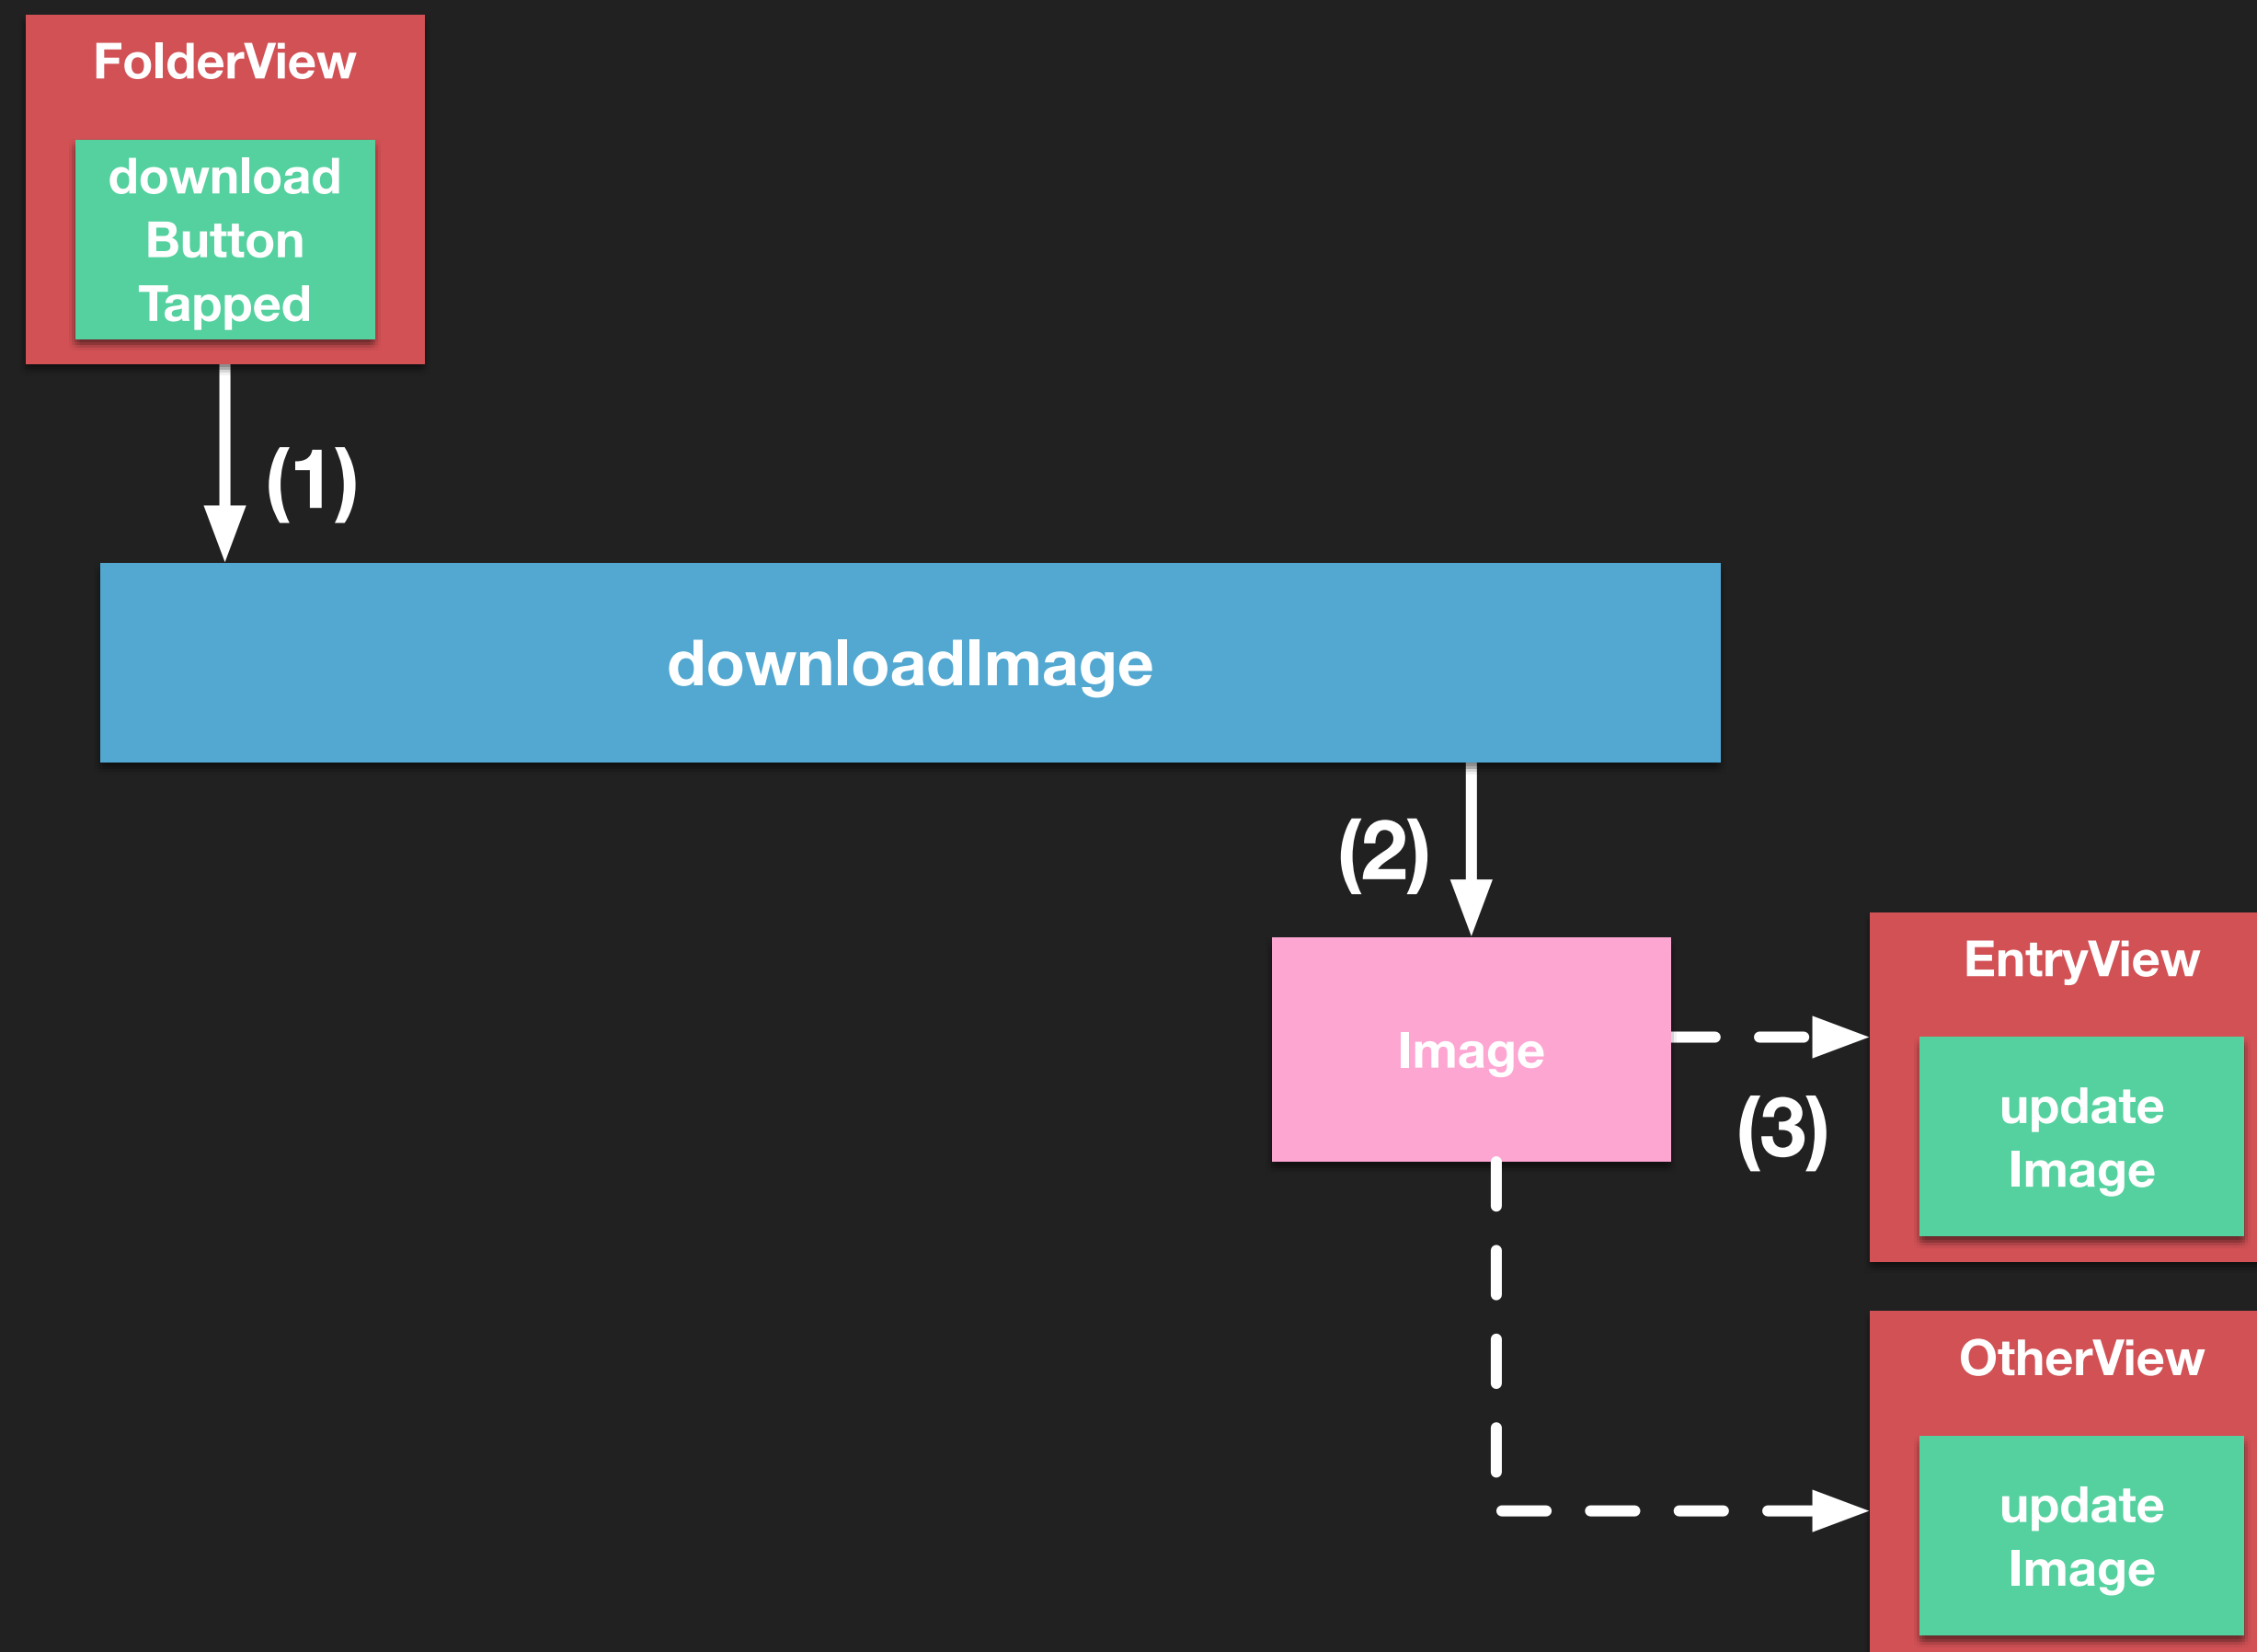 FolderView
download
Button
Tapped
(1)
downloadImage
(2)
Image
(3)
EntryView
update
Image
OtherView
update
Image